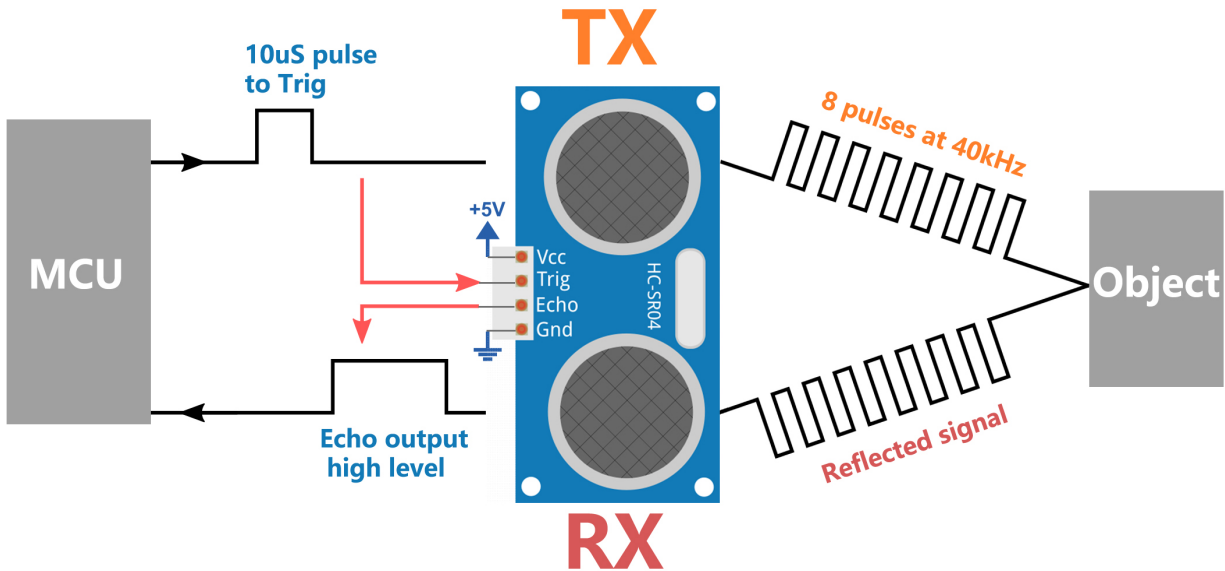 TX
10uS pulse
to Trig
8 pulses at 40kHz
+5V
MCU
Vcc
Trig
Echo
Gnd
HC-SR04
Object
Echo output
high level
Reflected signal
RX